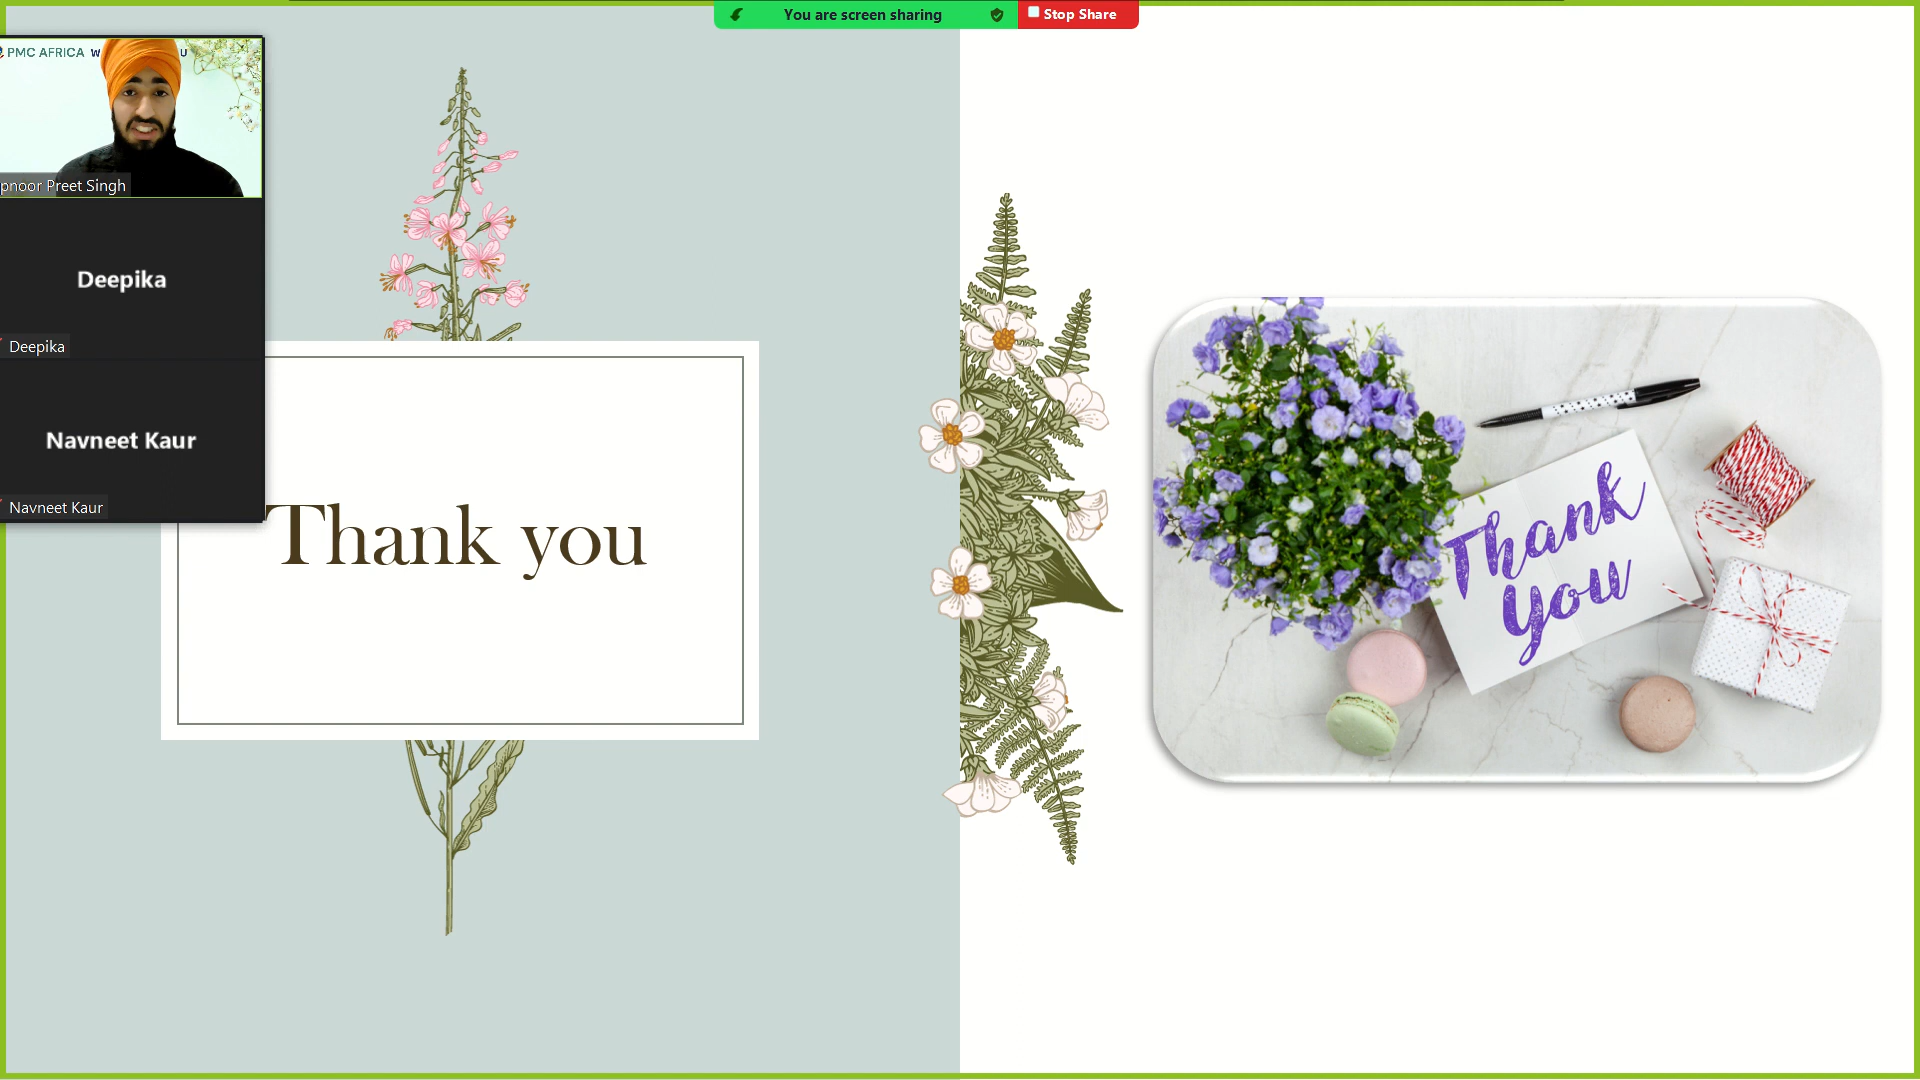 You are screen sharing
Stop Share
PMC AFRICA
pnoor Preet Singh
Deepika
Deepika
Navneet Kaur
Navneet Kaur
Thank you
Thank
You